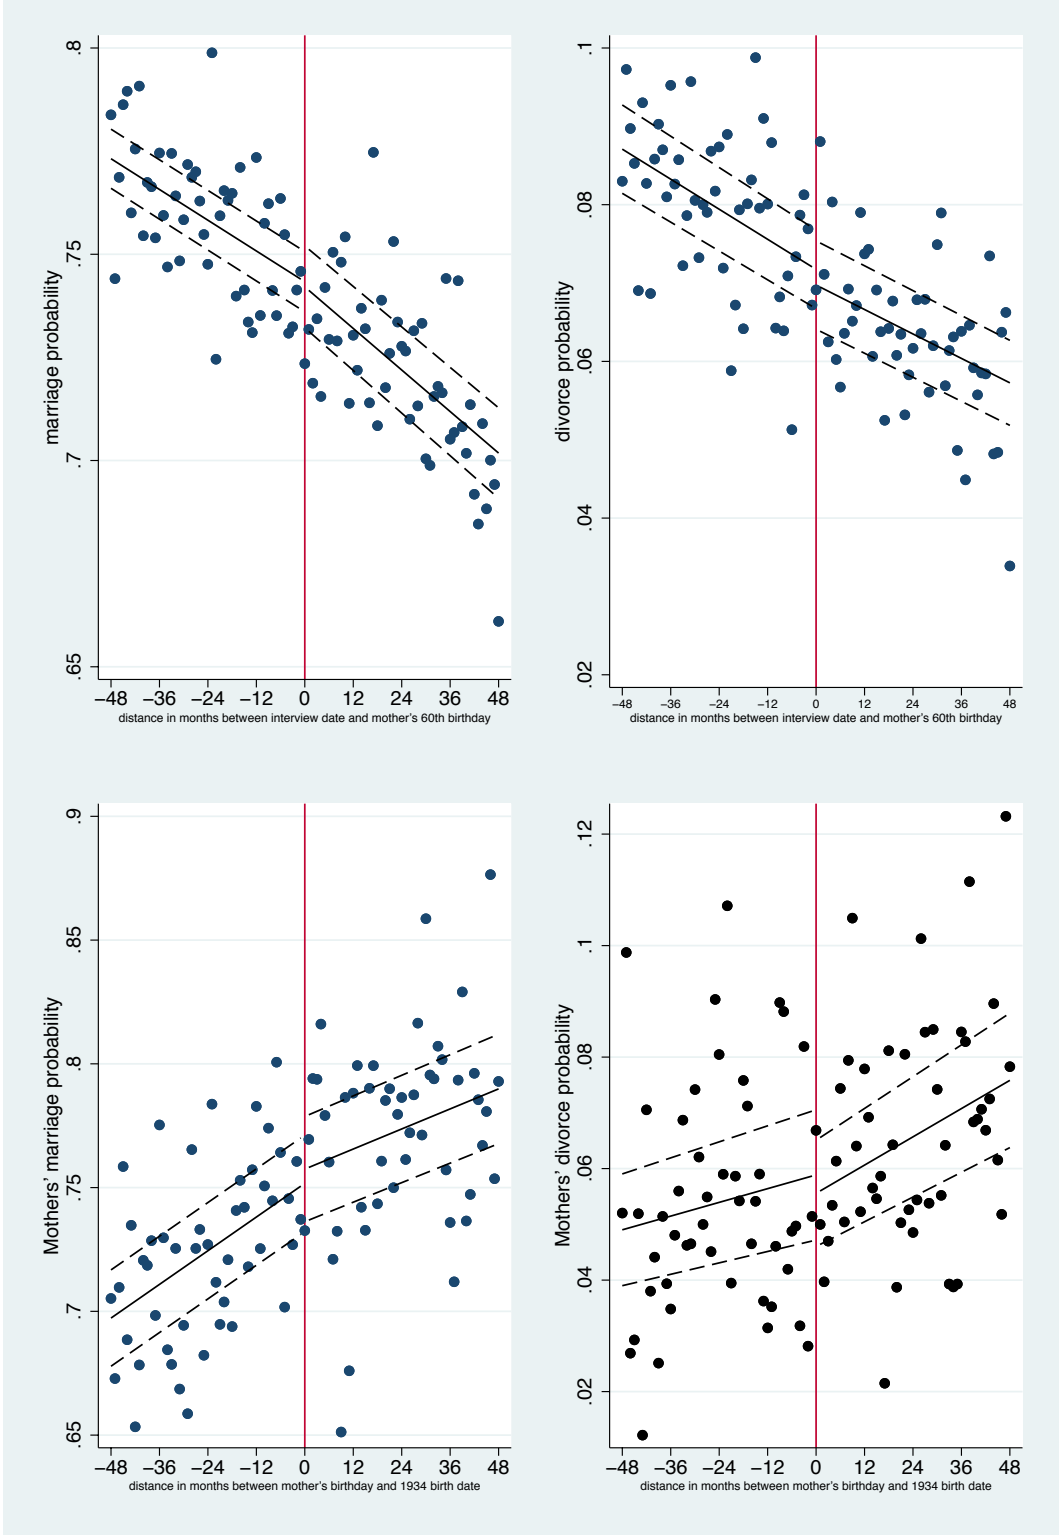 marriage probability
.8
.75
.7
.65
−48 −36 −24 −12 0 12 24 36 48
distance in months between interview date and mother's 60th birthday
divorce probability
.1
.08
.06
.04
.02
−48 −36 −24 −12 0 12 24 36 48
distance in months between interview date and mother's 60th birthday
Mothers' marriage probability
.9
.85
.8
.75
.7
.65
−48 −36 −24 −12 0 12 24 36 48
distance in months between mother's birthday and 1934 birth date
Mothers' divorce probability
.12
.1
.08
.06
.04
.02
−48 −36 −24 −12 0 12 24 36 48
distance in months between mother's birthday and 1934 birth date